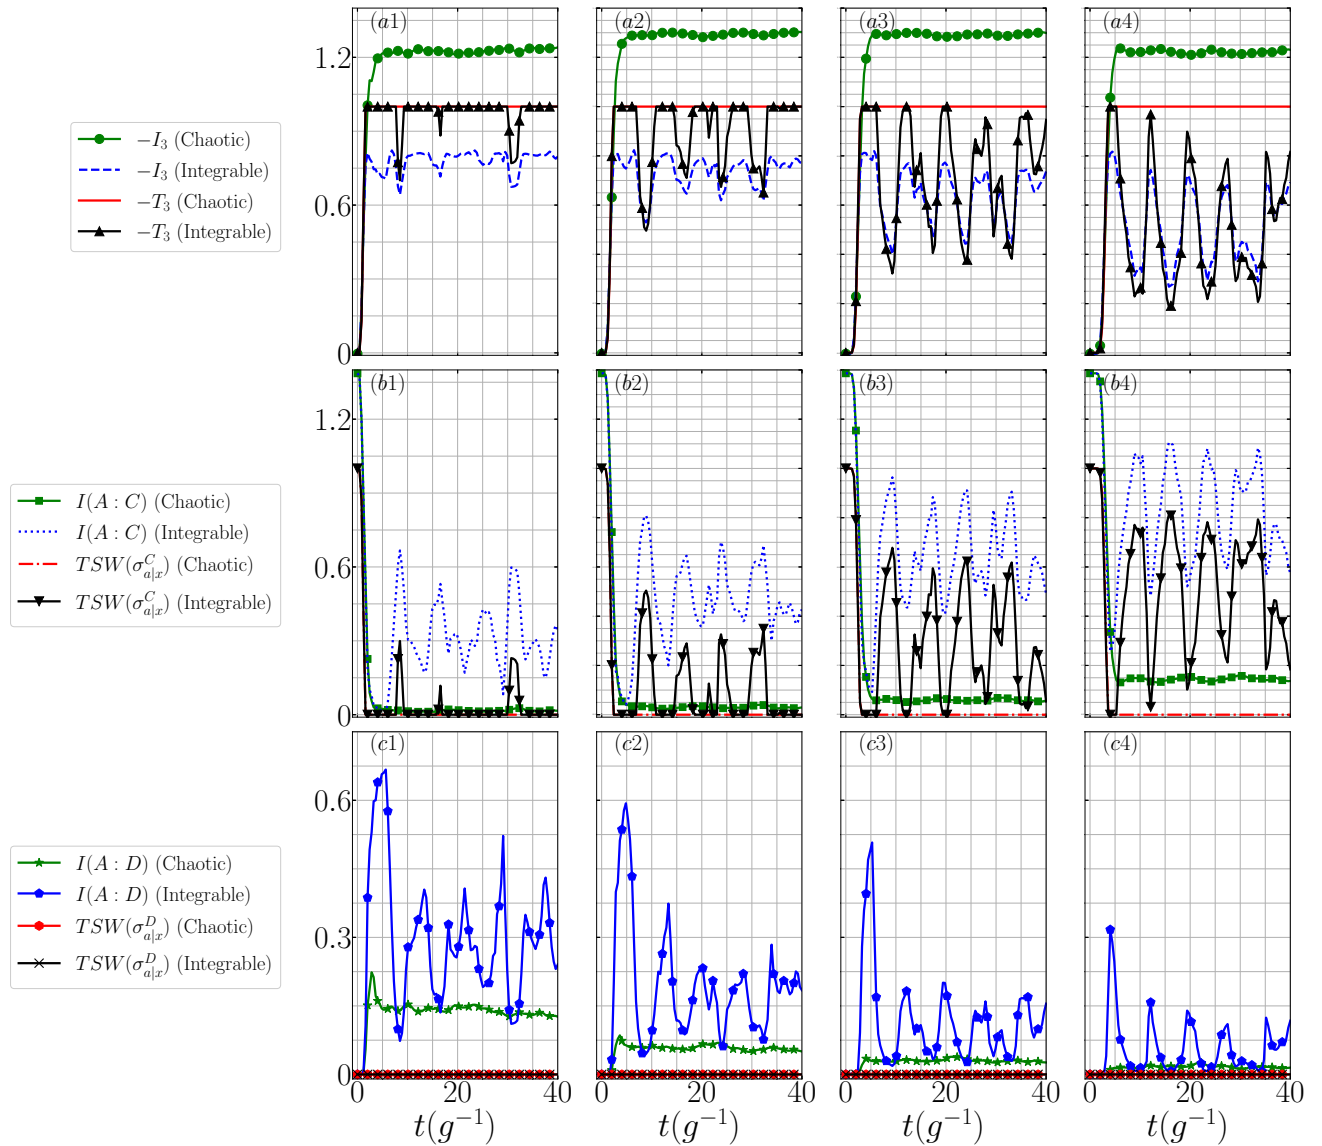 (a1) (a2) (a3) (a4)
1.2
0.6
0
−I₃ (Chaotic)
−I₃ (Integrable)
−T₃ (Chaotic)
−T₃ (Integrable)
(b1) (b2) (b3) (b4)
1.2
0.6
0
I(A : C) (Chaotic)
I(A : C) (Integrable)
TSW(σ^C_{a|x}) (Chaotic)
TSW(σ^C_{a|x}) (Integrable)
(c1) (c2) (c3) (c4)
0.6
0.3
0
I(A : D) (Chaotic)
I(A : D) (Integrable)
TSW(σ^D_{a|x}) (Chaotic)
TSW(σ^D_{a|x}) (Integrable)
0 20 40 0 20 40 0 20 40 0 20 40
t(g⁻¹) t(g⁻¹) t(g⁻¹) t(g⁻¹)